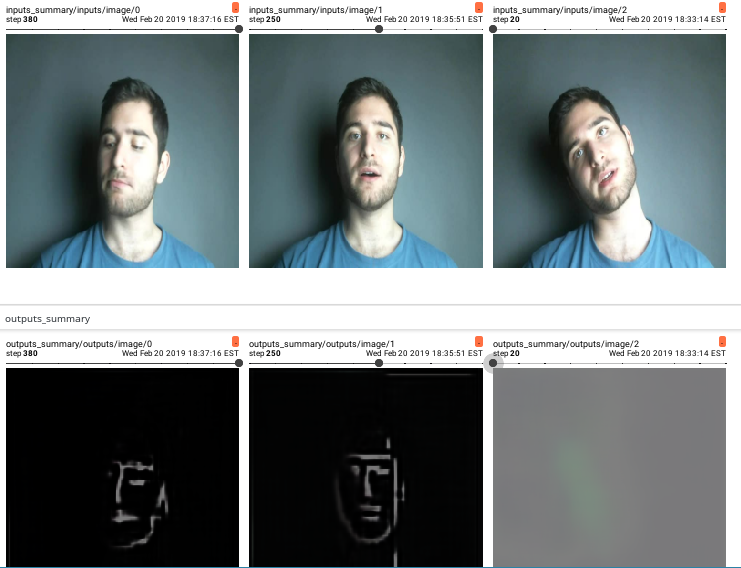 inputs_summary/inputs/image/0
step 380 Wed Feb 20 2019 18:37:16 EST
inputs_summary/inputs/image/1
step 250 Wed Feb 20 2019 18:35:51 EST
inputs_summary/inputs/image/2
step 20 Wed Feb 20 2019 18:33:14 EST
outputs_summary
outputs_summary/outputs/image/0
step 380 Wed Feb 20 2019 18:37:16 EST
outputs_summary/outputs/image/1
step 250 Wed Feb 20 2019 18:35:51 EST
outputs_summary/outputs/image/2
step 20 Wed Feb 20 2019 18:33:14 EST